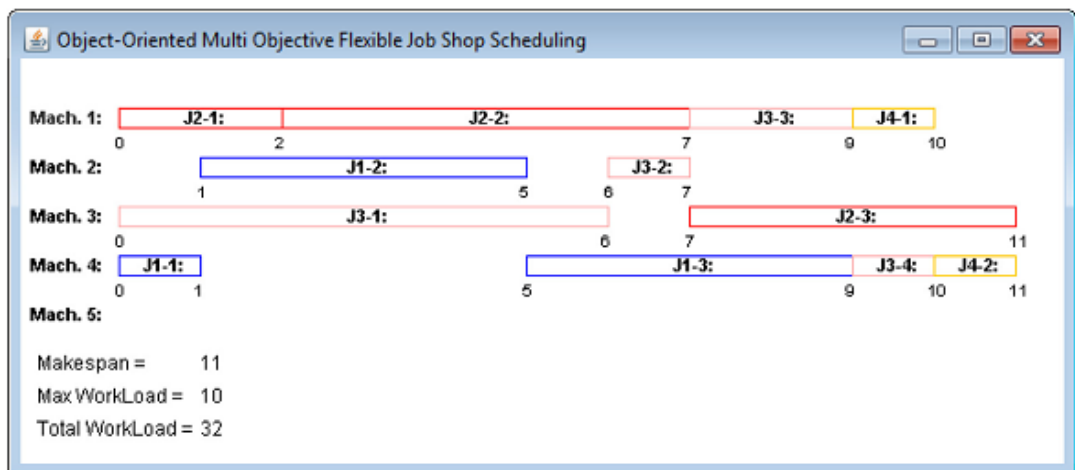 Object-Oriented Multi Objective Flexible Job Shop Scheduling
Mach. 1: J2-1: J2-2: J3-3: J4-1:
0 2 7 9 10
Mach. 2: J1-2: J3-2:
1 5 6 7
Mach. 3: J3-1: J2-3:
0 6 7 11
Mach. 4: J1-1: J1-3: J3-4: J4-2:
0 1 5 9 10 11
Mach. 5:
Makespan = 11
Max WorkLoad = 10
Total WorkLoad = 32